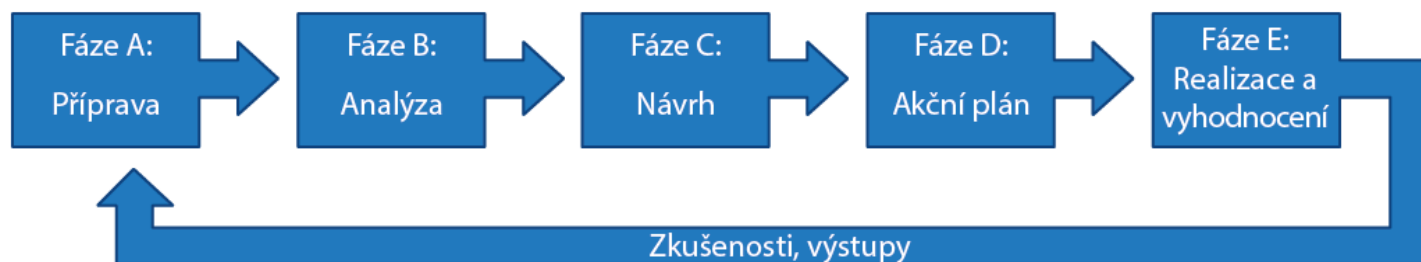 Fáze A:
Příprava
Fáze B:
Analýza
Fáze C:
Návrh
Fáze D:
Akční plán
Fáze E:
Realizace a
vyhodnocení
Zkušenosti, výstupy